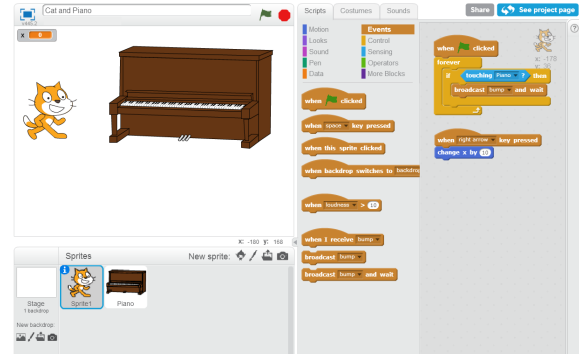 Cat and Piano
v442.2
Share
See project page
x 0
Scripts
Costumes
Sounds
Motion
Events
Looks
Control
Sound
Sensing
Pen
Operators
Data
More Blocks
when clicked
when space key pressed
when this sprite clicked
when backdrop switches to backdrop
when loudness > 10
when I receive bump
broadcast bump
broadcast bump and wait
when clicked
forever
if touching Piano ? then
broadcast bump and wait
when right arrow key pressed
change x by 10
x: -178
?
X: -180 Y: 168
Sprites
New sprite:
Stage
1 backdrop
New backdrop
i
Sprite1
Piano